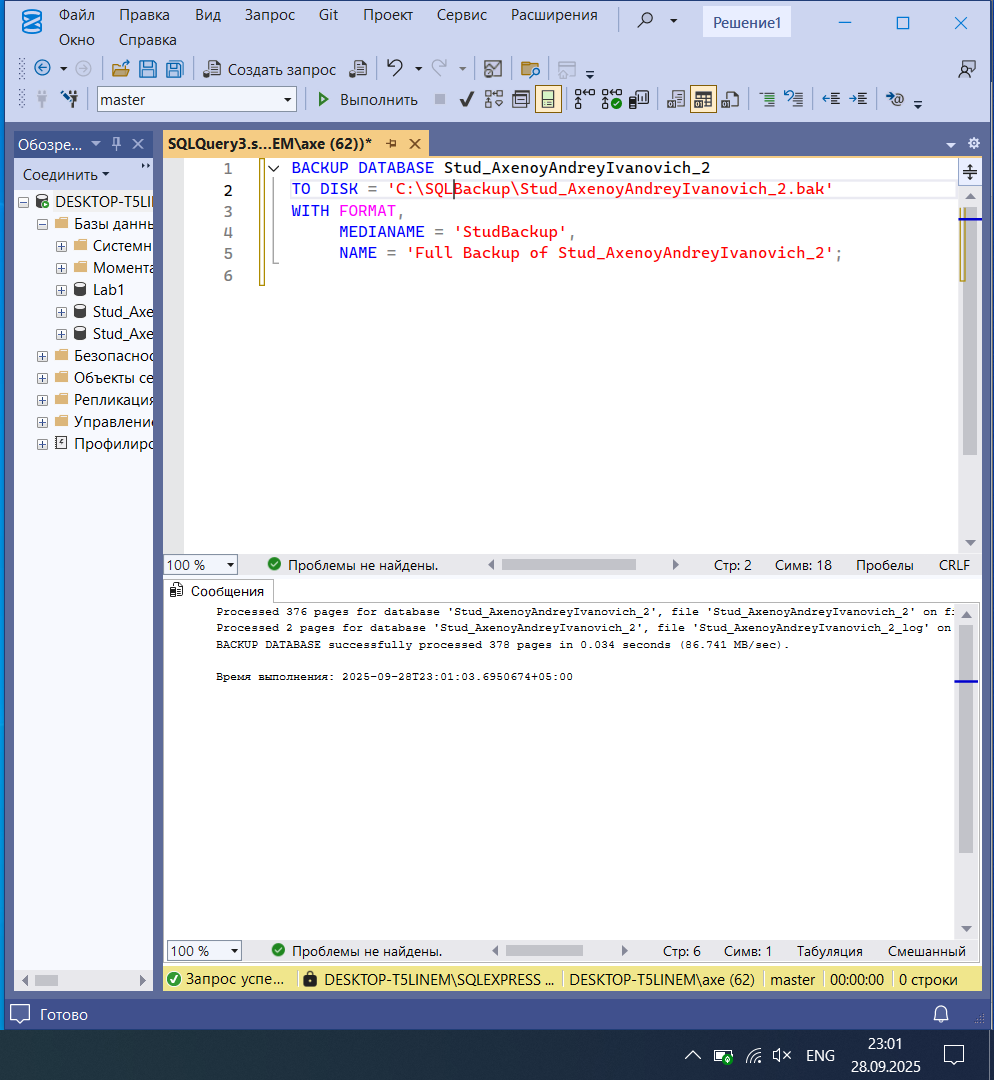 Файл Правка Вид Запрос Git Проект Сервис Расширения Решение1
Окно Справка
Создать запрос
master Выполнить
Обозре... SQLQuery3.s...EM\axe (62))*
Соединить
DESKTOP-T5LI
Базы даннь
Системн
Момента
Lab1
Stud_Axe
Stud_Axe
Безопаснос
Объекты се
Репликация
Управлени
Профилиро
1 BACKUP DATABASE Stud_AxenoyAndreyIvanovich_2
2 TO DISK = 'C:\SQLBackup\Stud_AxenoyAndreyIvanovich_2.bak'
3 WITH FORMAT,
4 MEDIANAME = 'StudBackup',
5 NAME = 'Full Backup of Stud_AxenoyAndreyIvanovich_2';
6
100 % Проблемы не найдены. Стр: 2 Симв: 18 Пробелы CRLF
Сообщения
Processed 376 pages for database 'Stud_AxenoyAndreyIvanovich_2', file 'Stud_AxenoyAndreyIvanovich_2' on fi
Processed 2 pages for database 'Stud_AxenoyAndreyIvanovich_2', file 'Stud_AxenoyAndreyIvanovich_2_log' on
BACKUP DATABASE successfully processed 378 pages in 0.034 seconds (86.741 MB/sec).
Время выполнения: 2025-09-28T23:01:03.6950674+05:00
100 % Проблемы не найдены. Стр: 6 Симв: 1 Табуляция Смешанный
Запрос успе... DESKTOP-T5LINEM\SQLEXPRESS ... DESKTOP-T5LINEM\axe (62) master 00:00:00 0 строки
Готово
ENG 23:01
28.09.2025